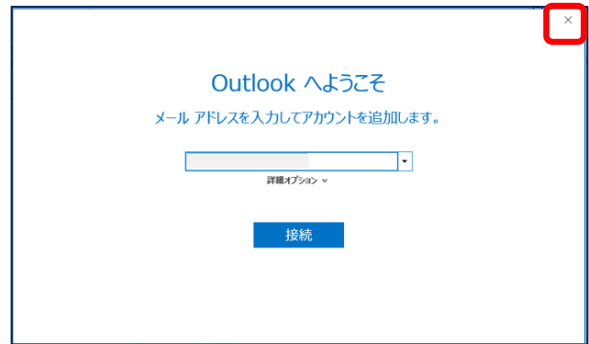 Outlook へようこそ
メール アドレスを入力してアカウントを追加します。
詳細オプション
接続